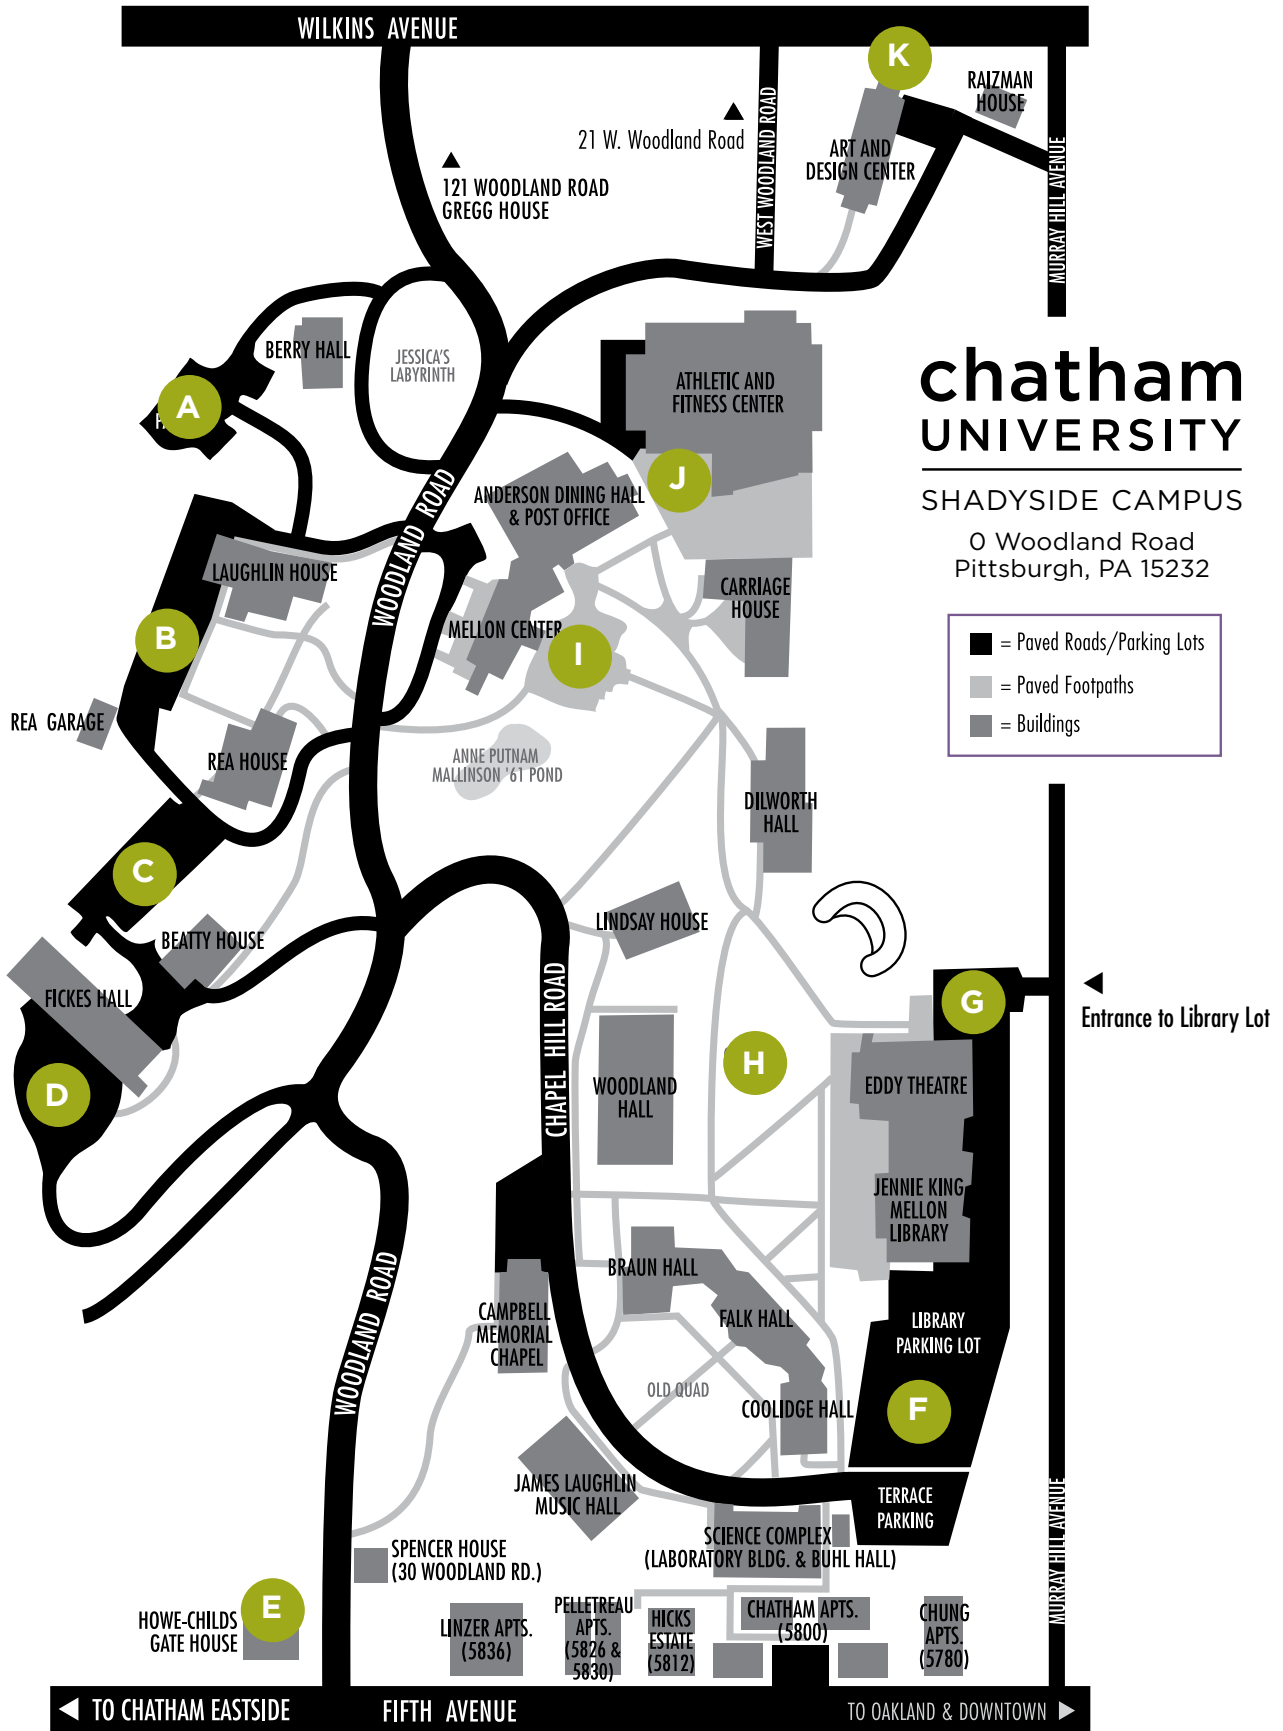 WILKINS AVENUE
K
RAIZMAN
HOUSE
21 W. Woodland Road
WEST WOODLAND ROAD
ART AND
DESIGN CENTER
MURRAY HILL AVENUE
121 WOODLAND ROAD
GREGG HOUSE
BERRY HALL
JESSICA'S
LABYRINTH
A
ATHLETIC AND
FITNESS CENTER
chatham
UNIVERSITY
SHADYSIDE CAMPUS
0 Woodland Road
Pittsburgh, PA 15232
J
ANDERSON DINING HALL
& POST OFFICE
WOODLAND ROAD
LAUGHLIN HOUSE
CARRIAGE
HOUSE
B
MELLON CENTER
I
= Paved Roads/Parking Lots
= Paved Footpaths
= Buildings
REA GARAGE
REA HOUSE
ANNE PUTNAM
MALLINSON '61 POND
DILWORTH
HALL
C
LINDSAY HOUSE
BEATTY HOUSE
FICKES HALL
CHAPEL HILL ROAD
G
Entrance to Library Lot
D
H
WOODLAND
HALL
EDDY THEATRE
JENNIE KING
MELLON
LIBRARY
WOODLAND ROAD
BRAUN HALL
CAMPBELL
MEMORIAL
CHAPEL
FALK HALL
LIBRARY
PARKING LOT
OLD QUAD
COOLIDGE HALL
F
JAMES LAUGHLIN
MUSIC HALL
TERRACE
PARKING
MURRAY HILL AVENUE
SCIENCE COMPLEX
(LABORATORY BLDG. & BUHL HALL)
SPENCER HOUSE
(30 WOODLAND RD.)
E
HOWE-CHILDS
GATE HOUSE
LINZER APTS.
(5836)
PELLETREAU
APTS.
(5826 &
5830)
HICKS
ESTATE
(5812)
CHATHAM APTS.
(5800)
CHUNG
APTS.
(5780)
TO CHATHAM EASTSIDE
FIFTH AVENUE
TO OAKLAND & DOWNTOWN